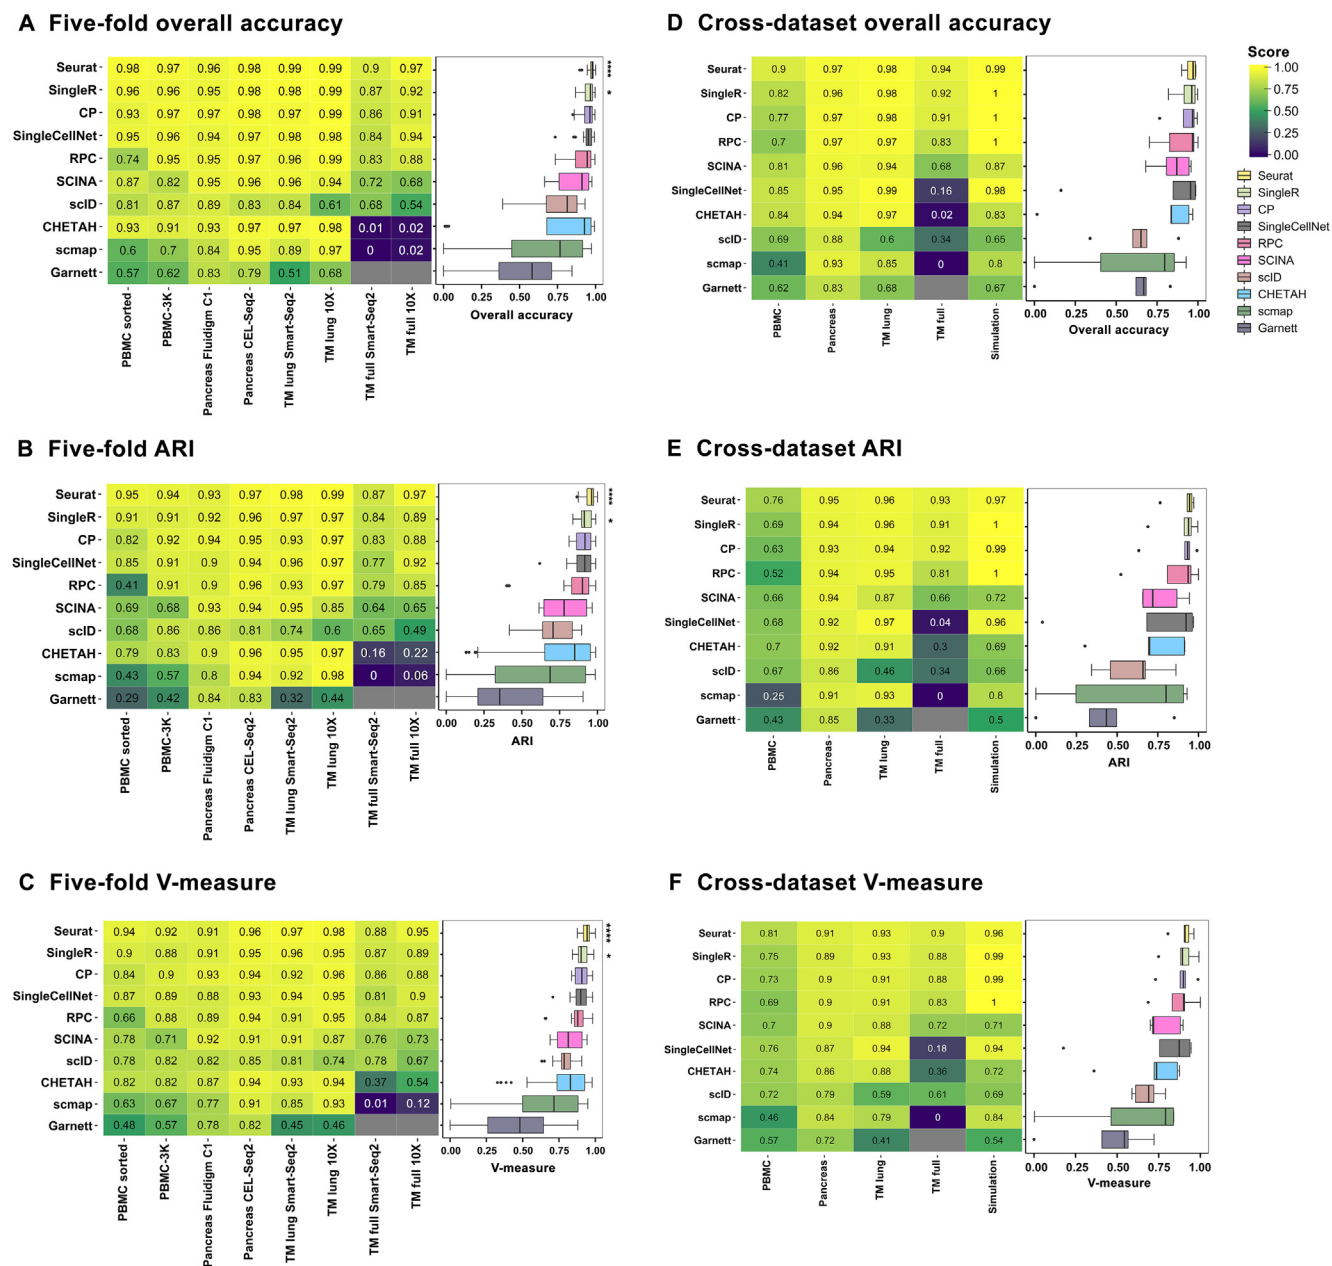 A Five-fold overall accuracy
Seurat 0.98 0.97 0.96 0.98 0.99 0.99 0.9 0.97 ****
SingleR 0.96 0.96 0.95 0.98 0.98 0.98 0.87 0.92 *
CP 0.93 0.97 0.97 0.98 0.97 0.99 0.86 0.91
SingleCellNet 0.95 0.96 0.94 0.97 0.98 0.98 0.84 0.94
RPC 0.74 0.95 0.95 0.97 0.96 0.99 0.83 0.88
SCINA 0.87 0.82 0.95 0.96 0.96 0.94 0.72 0.68
scID 0.81 0.87 0.89 0.83 0.84 0.61 0.68 0.54
CHETAH 0.93 0.91 0.93 0.97 0.97 0.98 0.01 0.02
scmap 0.6 0.7 0.84 0.95 0.89 0.97 0 0.02
Garnett 0.57 0.62 0.83 0.79 0.51 0.68
0.00 0.25 0.50 0.75 1.00
Overall accuracy
PBMC sorted
PBMC-3K
Pancreas Fluidigm C1
Pancreas CEL-Seq2
TM lung Smart-Seq2
TM lung 10X
TM full Smart-Seq2
TM full 10X
D Cross-dataset overall accuracy
Seurat 0.9 0.97 0.98 0.94 0.99
SingleR 0.82 0.96 0.98 0.92 1
CP 0.77 0.97 0.98 0.91 1
RPC 0.7 0.97 0.97 0.83 1
SCINA 0.81 0.96 0.94 0.68 0.87
SingleCellNet 0.85 0.95 0.99 0.16 0.98
CHETAH 0.84 0.94 0.97 0.02 0.83
scID 0.69 0.88 0.6 0.34 0.65
scmap 0.41 0.93 0.85 0 0.8
Garnett 0.62 0.83 0.68 0.67
0.00 0.25 0.50 0.75 1.00
Overall accuracy
PBMC
Pancreas
TM lung
TM full
Simulation
Score
1.00
0.75
0.50
0.25
0.00
Seurat
SingleR
CP
SingleCellNet
RPC
SCINA
scID
CHETAH
scmap
Garnett
B Five-fold ARI
Seurat 0.95 0.94 0.93 0.97 0.98 0.99 0.87 0.97 ****
SingleR 0.91 0.91 0.92 0.96 0.97 0.97 0.84 0.89 *
CP 0.82 0.92 0.94 0.95 0.93 0.97 0.83 0.88
SingleCellNet 0.85 0.91 0.9 0.94 0.96 0.97 0.77 0.92
RPC 0.41 0.91 0.9 0.96 0.93 0.97 0.79 0.85
SCINA 0.69 0.68 0.93 0.94 0.95 0.85 0.64 0.65
scID 0.68 0.86 0.86 0.81 0.74 0.6 0.65 0.49
CHETAH 0.79 0.83 0.9 0.96 0.95 0.97 0.16 0.22
scmap 0.43 0.57 0.8 0.94 0.92 0.98 0 0.06
Garnett 0.29 0.42 0.84 0.83 0.32 0.44
0.00 0.25 0.50 0.75 1.00
ARI
PBMC sorted
PBMC-3K
Pancreas Fluidigm C1
Pancreas CEL-Seq2
TM lung Smart-Seq2
TM lung 10X
TM full Smart-Seq2
TM full 10X
E Cross-dataset ARI
Seurat 0.76 0.95 0.96 0.93 0.97
SingleR 0.69 0.94 0.96 0.91 1
CP 0.63 0.93 0.94 0.92 0.99
RPC 0.52 0.94 0.95 0.81 1
SCINA 0.66 0.94 0.87 0.66 0.72
SingleCellNet 0.68 0.92 0.97 0.04 0.96
CHETAH 0.7 0.92 0.91 0.3 0.69
scID 0.67 0.86 0.46 0.34 0.66
scmap 0.25 0.91 0.93 0 0.8
Garnett 0.43 0.85 0.33 0.5
0.00 0.25 0.50 0.75 1.00
ARI
PBMC
Pancreas
TM lung
TM full
Simulation
C Five-fold V-measure
Seurat 0.94 0.92 0.91 0.96 0.97 0.98 0.88 0.95 ****
SingleR 0.9 0.88 0.91 0.95 0.96 0.95 0.87 0.89 *
CP 0.84 0.9 0.93 0.94 0.92 0.96 0.86 0.88
SingleCellNet 0.87 0.89 0.88 0.93 0.94 0.95 0.81 0.9
RPC 0.66 0.88 0.89 0.94 0.91 0.95 0.84 0.87
SCINA 0.78 0.71 0.92 0.91 0.91 0.87 0.76 0.73
scID 0.78 0.82 0.82 0.85 0.81 0.74 0.78 0.67
CHETAH 0.82 0.82 0.87 0.94 0.93 0.94 0.37 0.54
scmap 0.63 0.67 0.77 0.91 0.85 0.93 0.01 0.12
Garnett 0.48 0.57 0.78 0.82 0.45 0.46
0.00 0.25 0.50 0.75 1.00
V-measure
PBMC sorted
PBMC-3K
Pancreas Fluidigm C1
Pancreas CEL-Seq2
TM lung Smart-Seq2
TM lung 10X
TM full Smart-Seq2
TM full 10X
F Cross-dataset V-measure
Seurat 0.81 0.91 0.93 0.9 0.96
SingleR 0.75 0.89 0.93 0.88 0.99
CP 0.73 0.9 0.91 0.88 0.99
RPC 0.69 0.9 0.91 0.83 1
SCINA 0.7 0.9 0.88 0.72 0.71
SingleCellNet 0.76 0.87 0.94 0.18 0.94
CHETAH 0.74 0.86 0.88 0.36 0.72
scID 0.72 0.79 0.59 0.61 0.69
scmap 0.46 0.84 0.79 0 0.84
Garnett 0.57 0.72 0.41 0.54
0.00 0.25 0.50 0.75 1.00
V-measure
PBMC
Pancreas
TM lung
TM full
Simulation